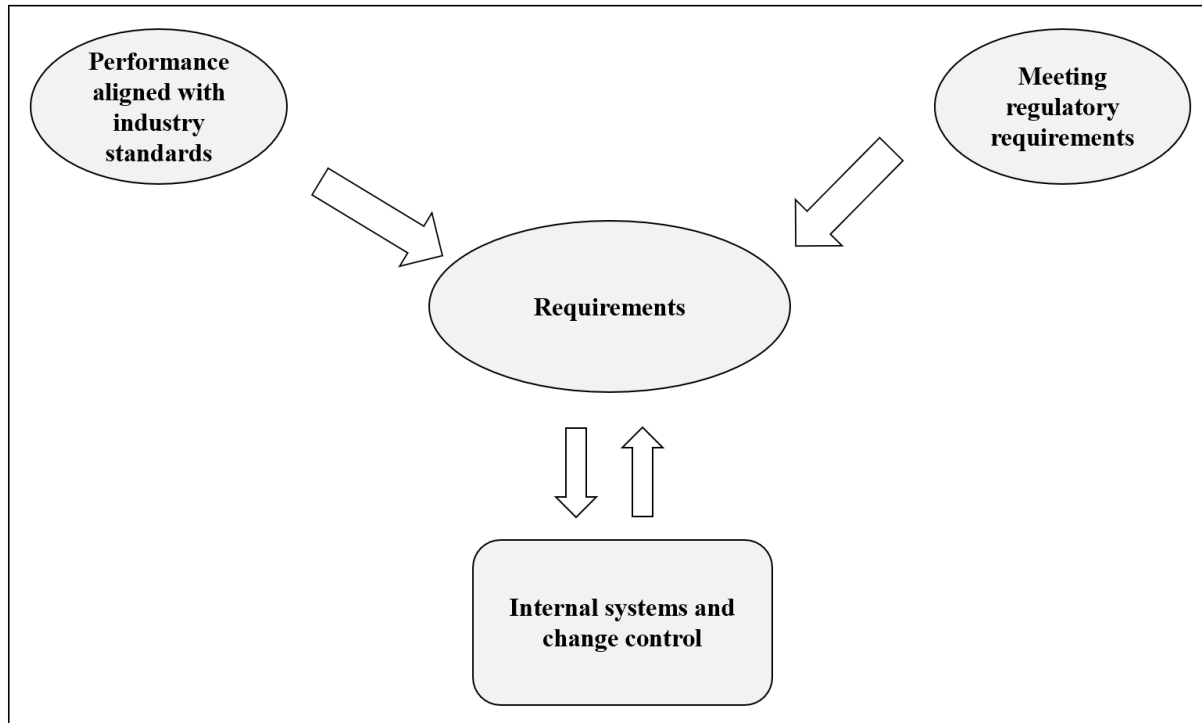 Performance
aligned with
industry
standards
Meeting
regulatory
requirements
Requirements
Internal systems and
change control